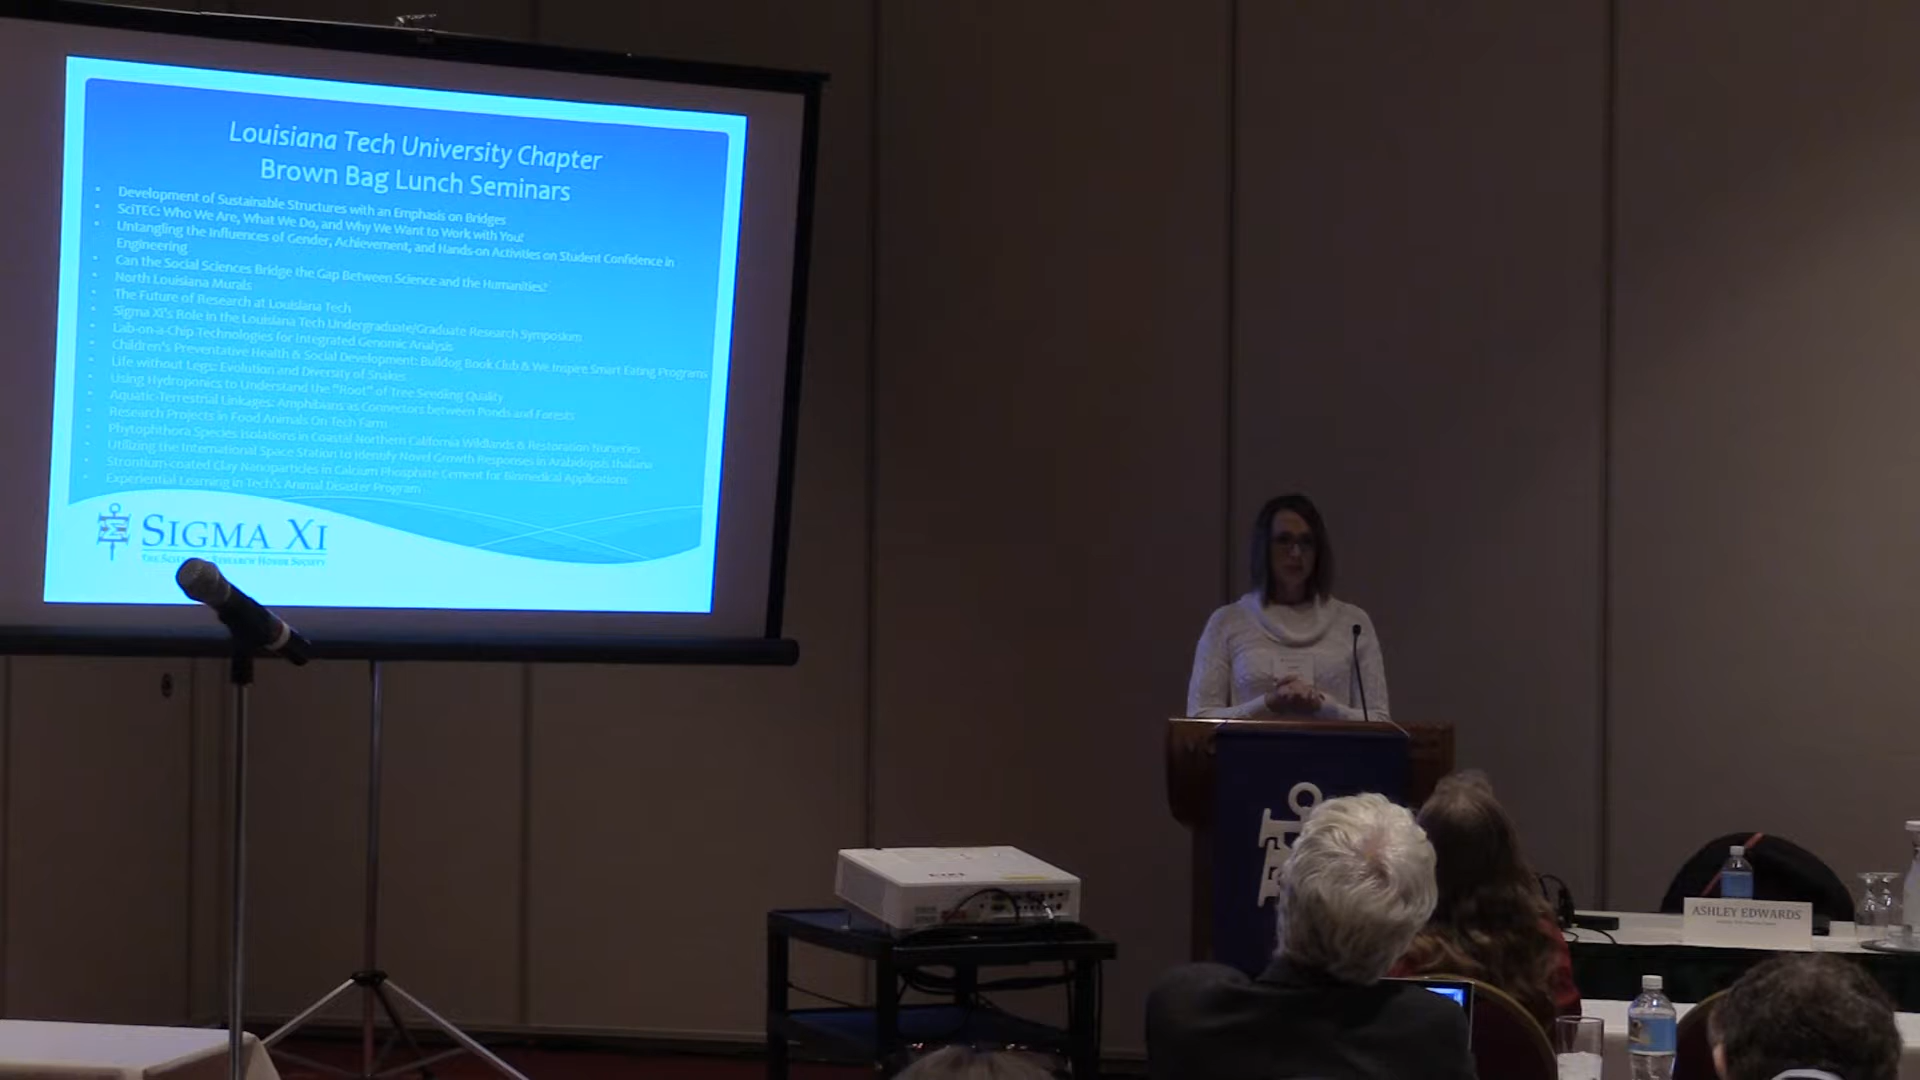 Louisiana Tech University Chapter
Brown Bag Lunch Seminars
• Development of Sustainable Structures with an Emphasis on Bridges
• SciTEC: Who We Are, What We Do, and Why We Want to Work with You?
• Untangling the Influences of Gender, Achievement, and Hands-on Activities on Student Confidence in
Engineering
• Can the Social Sciences Bridge the Gap Between Science and the Humanities?
• North Louisiana Murals
• The Future of Research at Louisiana Tech
• Sigma XI's Role in the Louisiana Tech Undergraduate/Graduate Research Symposium
• Lab-on-a-Chip Technologies for Integrated Genomic Analysis
• Children's Preventative Health & Social Development: Bulldog Book Club & We Inspire Smart Eating Programs
• Life without Legs: Evolution and Diversity of Snakes
• Using Hydroponics to Understand the "Root" of Tree Seedling Quality
• Aquatic-Terrestrial Linkages: Amphibians as Connectors between Ponds and Forests
• Research Projects in Food Animals On Tech Farm
• Phytophthora Species Isolations in Coastal Northern California Wildlands & Restoration Nurseries
• Utilizing the International Space Station to Identify Novel Growth Responses in Arabidopsis thaliana
• Strontium-coated Clay Nanoparticles in Calcium Phosphate Cement for Biomedical Applications
• Experiential Learning in Tech's Animal Disaster Program
SIGMA XI
RESEARCH HONOR SOCIETY
ASHLEY EDWARDS